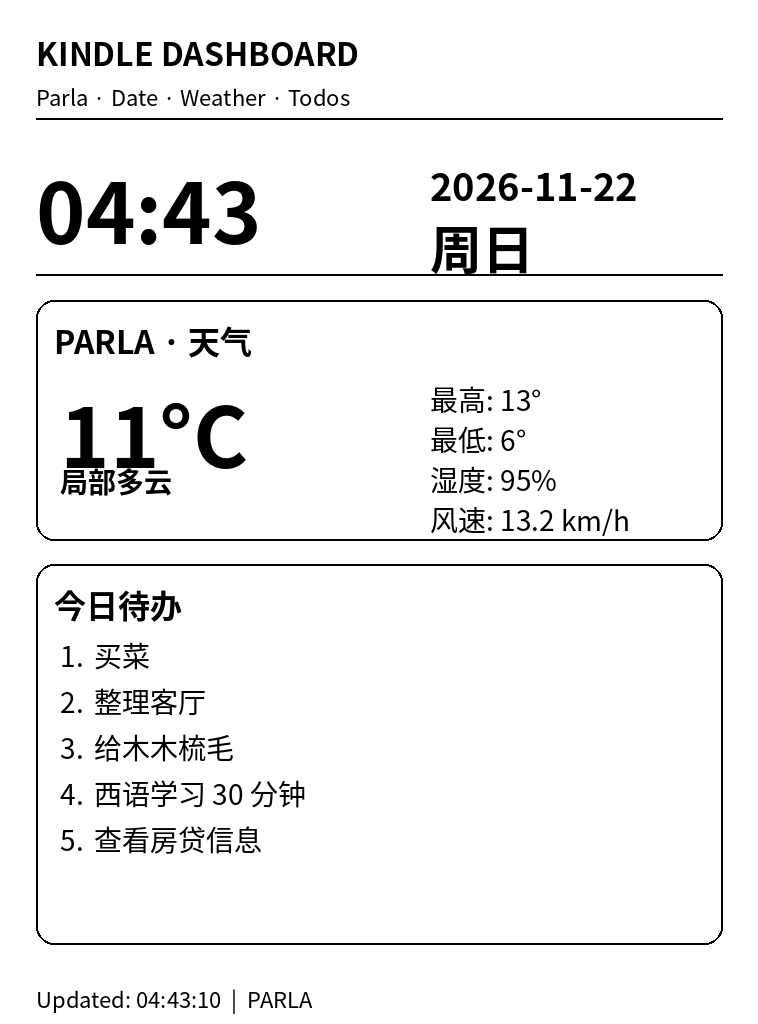 KINDLE DASHBOARD
Parla · Date · Weather · Todos
04:43
2026-11-22
周日
PARLA · 天气
11°C
局部多云
最高: 13°
最低: 6°
湿度: 95%
风速: 13.2 km/h
今日待办
1. 买菜
2. 整理客厅
3. 给木木梳毛
4. 西语学习 30 分钟
5. 查看房贷信息
Updated: 04:43:10 | PARLA